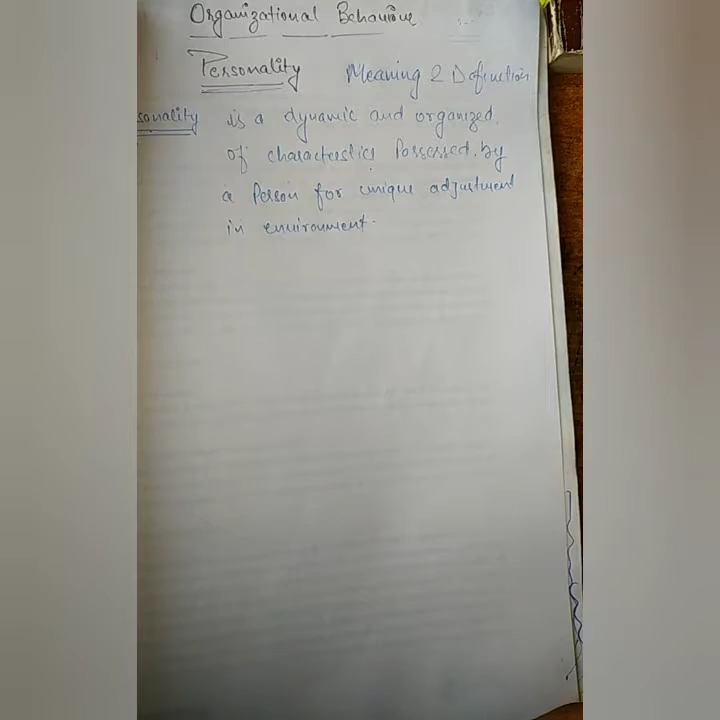 Organizational Behaviour
Personality Meaning & Defination
sonality is a dynamic and organized.
of characteristics Possessed by
a Person for unique adjustment
in environment.